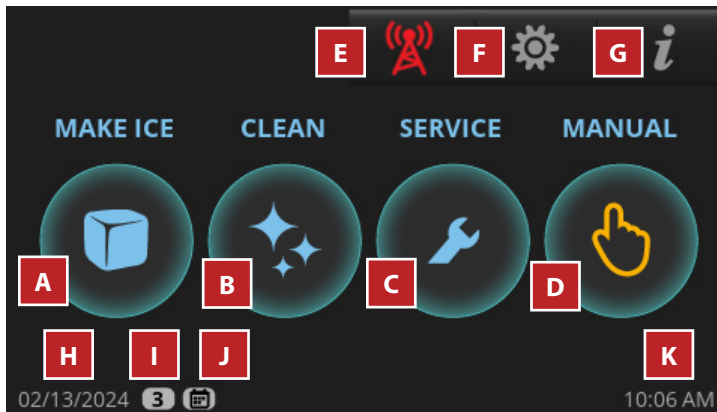 E F G i
MAKE ICE CLEAN SERVICE MANUAL
A B C D
H I J K
02/13/2024 3 10:06 AM